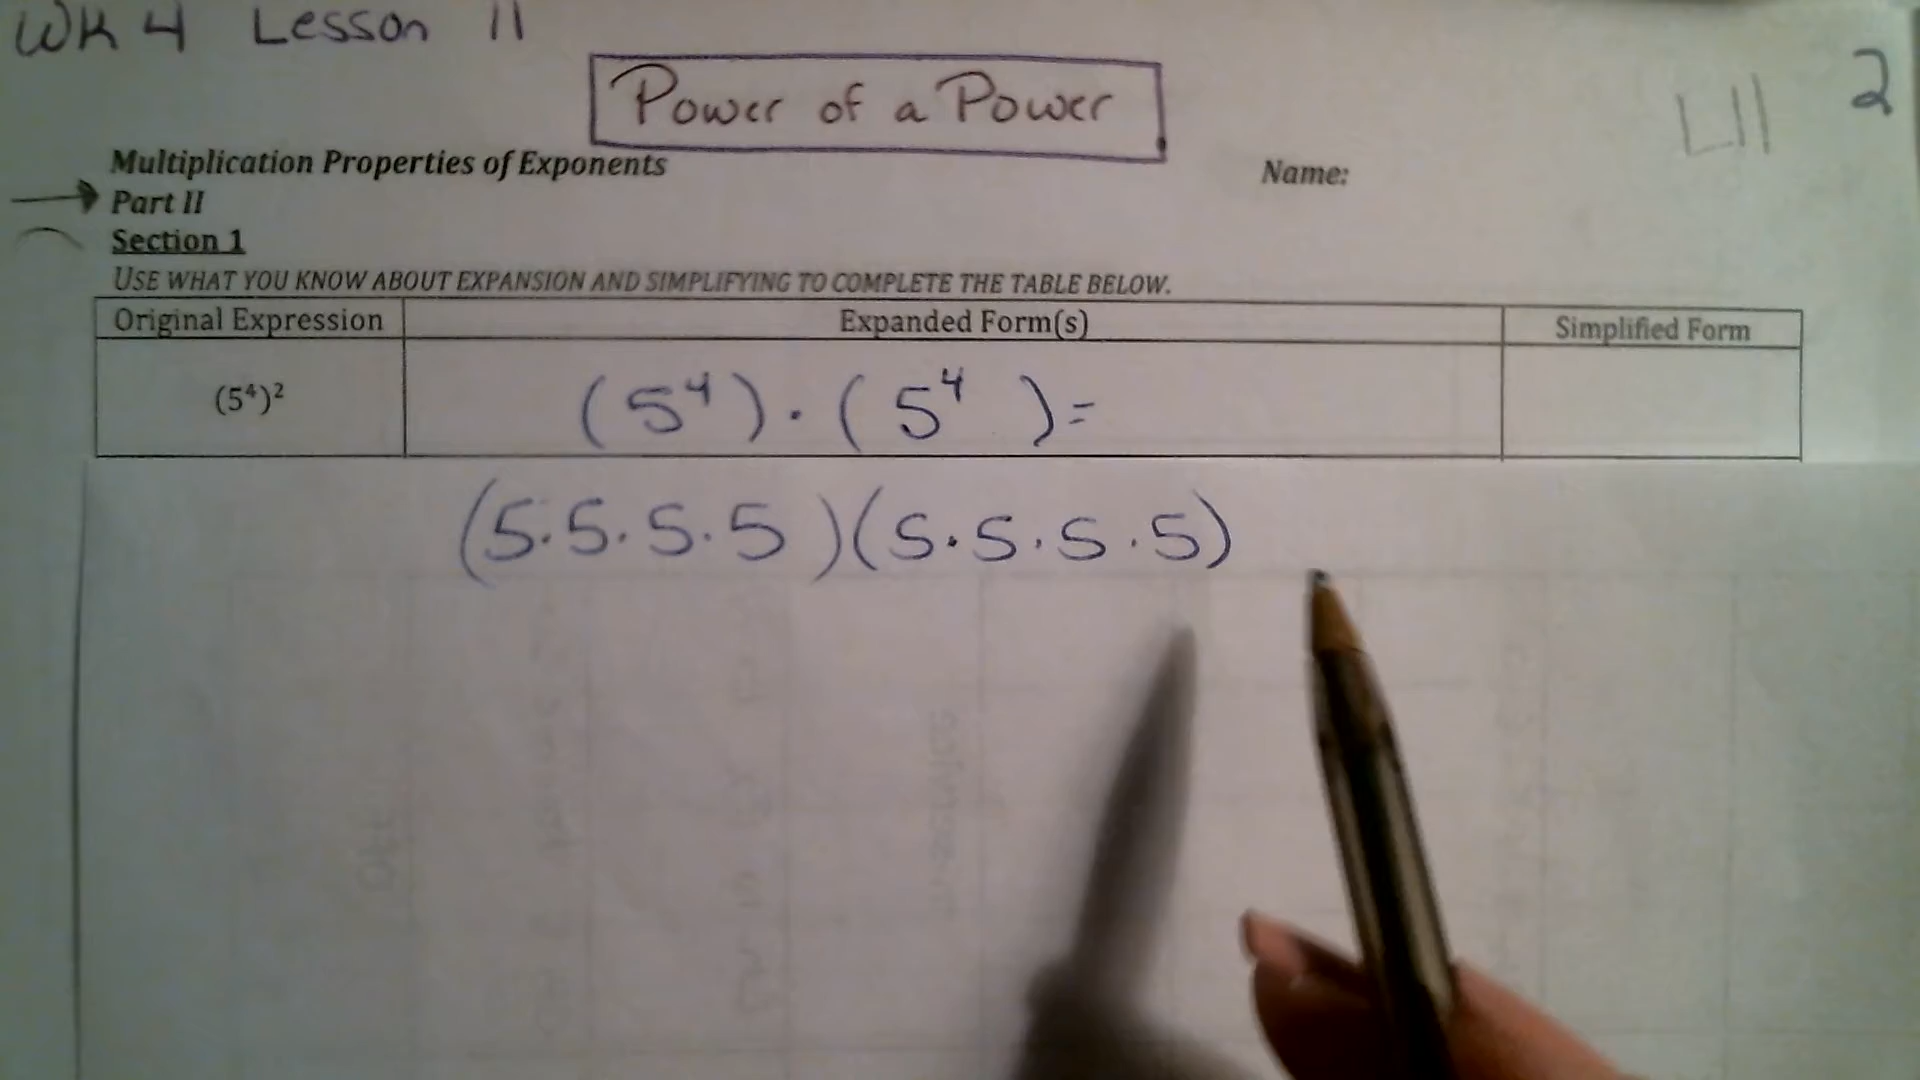 Wk 4 Lesson 11
Power of a Power
L11 2
Multiplication Properties of Exponents
Name:
Part II
Section 1
USE WHAT YOU KNOW ABOUT EXPANSION AND SIMPLIFYING TO COMPLETE THE TABLE BELOW.
Original Expression Expanded Form(s) Simplified Form
(5⁴)² (5⁴)·(5⁴)=
(5·5·5·5)(5·5·5·5)